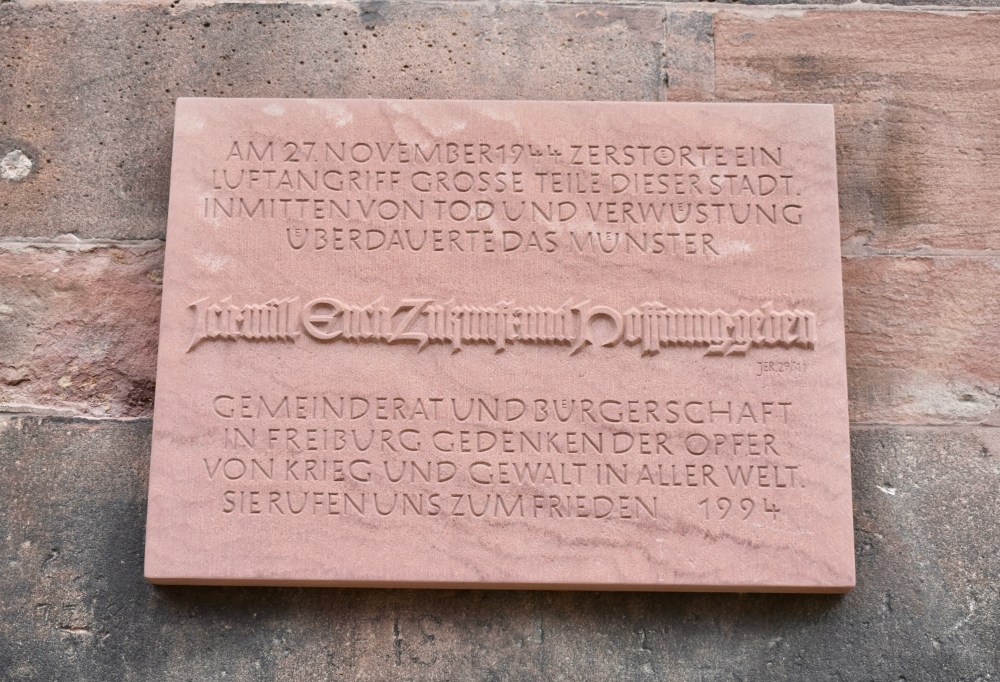 AM 27. NOVEMBER 1944 ZERSTÖRTE EIN
LUFTANGRIFF GROSSE TEILE DIESER STADT.
INMITTEN VON TOD UND VERWÜSTUNG
ÜBERDAUERTE DAS MÜNSTER
Ich will Euch Zukunft und Hoffnung geben
JER. 29,11
GEMEINDERAT UND BÜRGERSCHAFT
IN FREIBURG GEDENKEN DER OPFER
VON KRIEG UND GEWALT IN ALLER WELT.
SIE RUFEN UNS ZUM FRIEDEN 1994